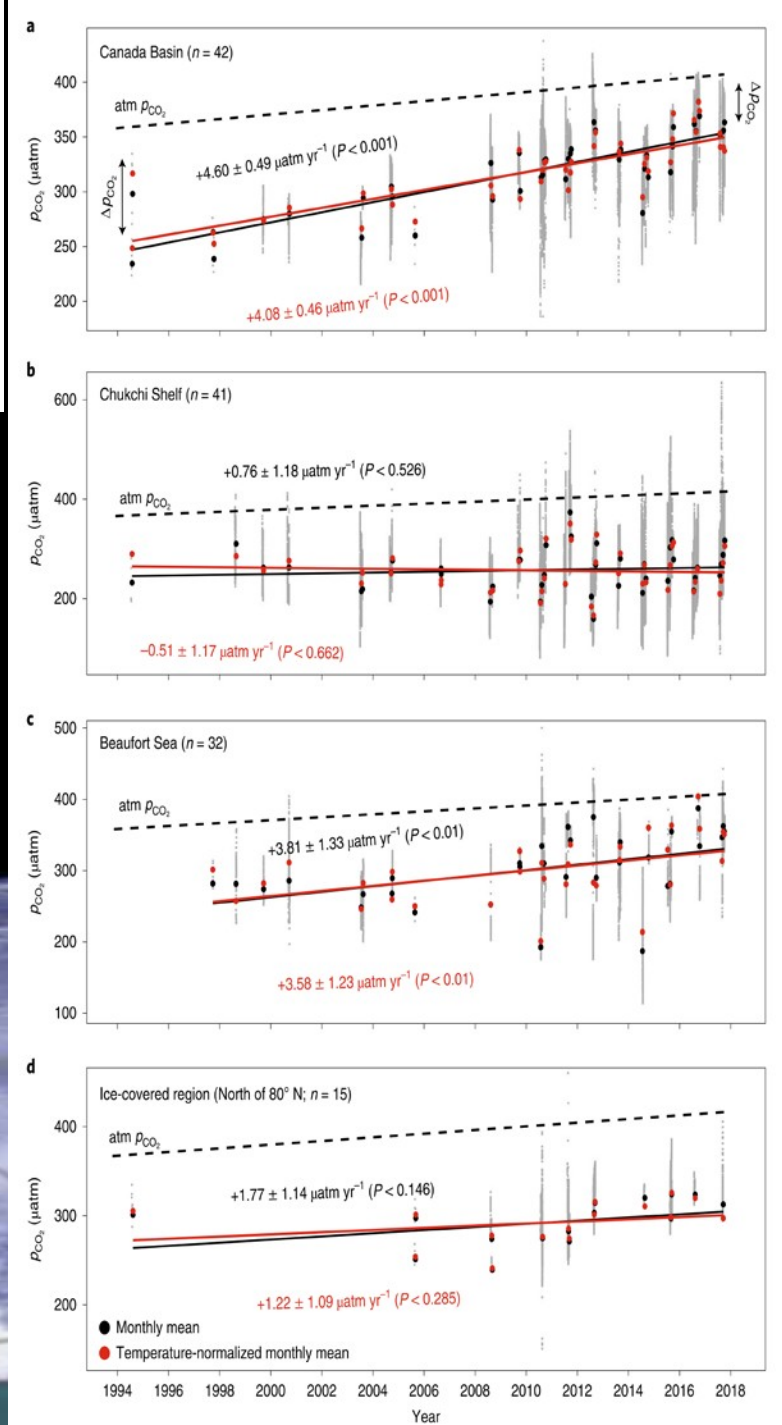 a
Canada Basin (n = 42)
400
350
300
250
200
atm pCO2
ΔpCO2
ΔpCO2
+4.60 ± 0.49 μatm yr−1 (P < 0.001)
+4.08 ± 0.46 μatm yr−1 (P < 0.001)
pCO2 (μatm)
b
Chukchi Shelf (n = 41)
600
400
200
+0.76 ± 1.18 μatm yr−1 (P < 0.526)
atm pCO2
−0.51 ± 1.17 μatm yr−1 (P < 0.662)
pCO2 (μatm)
c
Beaufort Sea (n = 32)
500
400
300
200
100
atm pCO2
+3.81 ± 1.33 μatm yr−1 (P < 0.01)
+3.58 ± 1.23 μatm yr−1 (P < 0.01)
pCO2 (μatm)
d
Ice-covered region (North of 80° N; n = 15)
400
300
200
atm pCO2
+1.77 ± 1.14 μatm yr−1 (P < 0.146)
+1.22 ± 1.09 μatm yr−1 (P < 0.285)
pCO2 (μatm)
Monthly mean
Temperature-normalized monthly mean
1994 1996 1998 2000 2002 2004 2006 2008 2010 2012 2014 2016 2018
Year